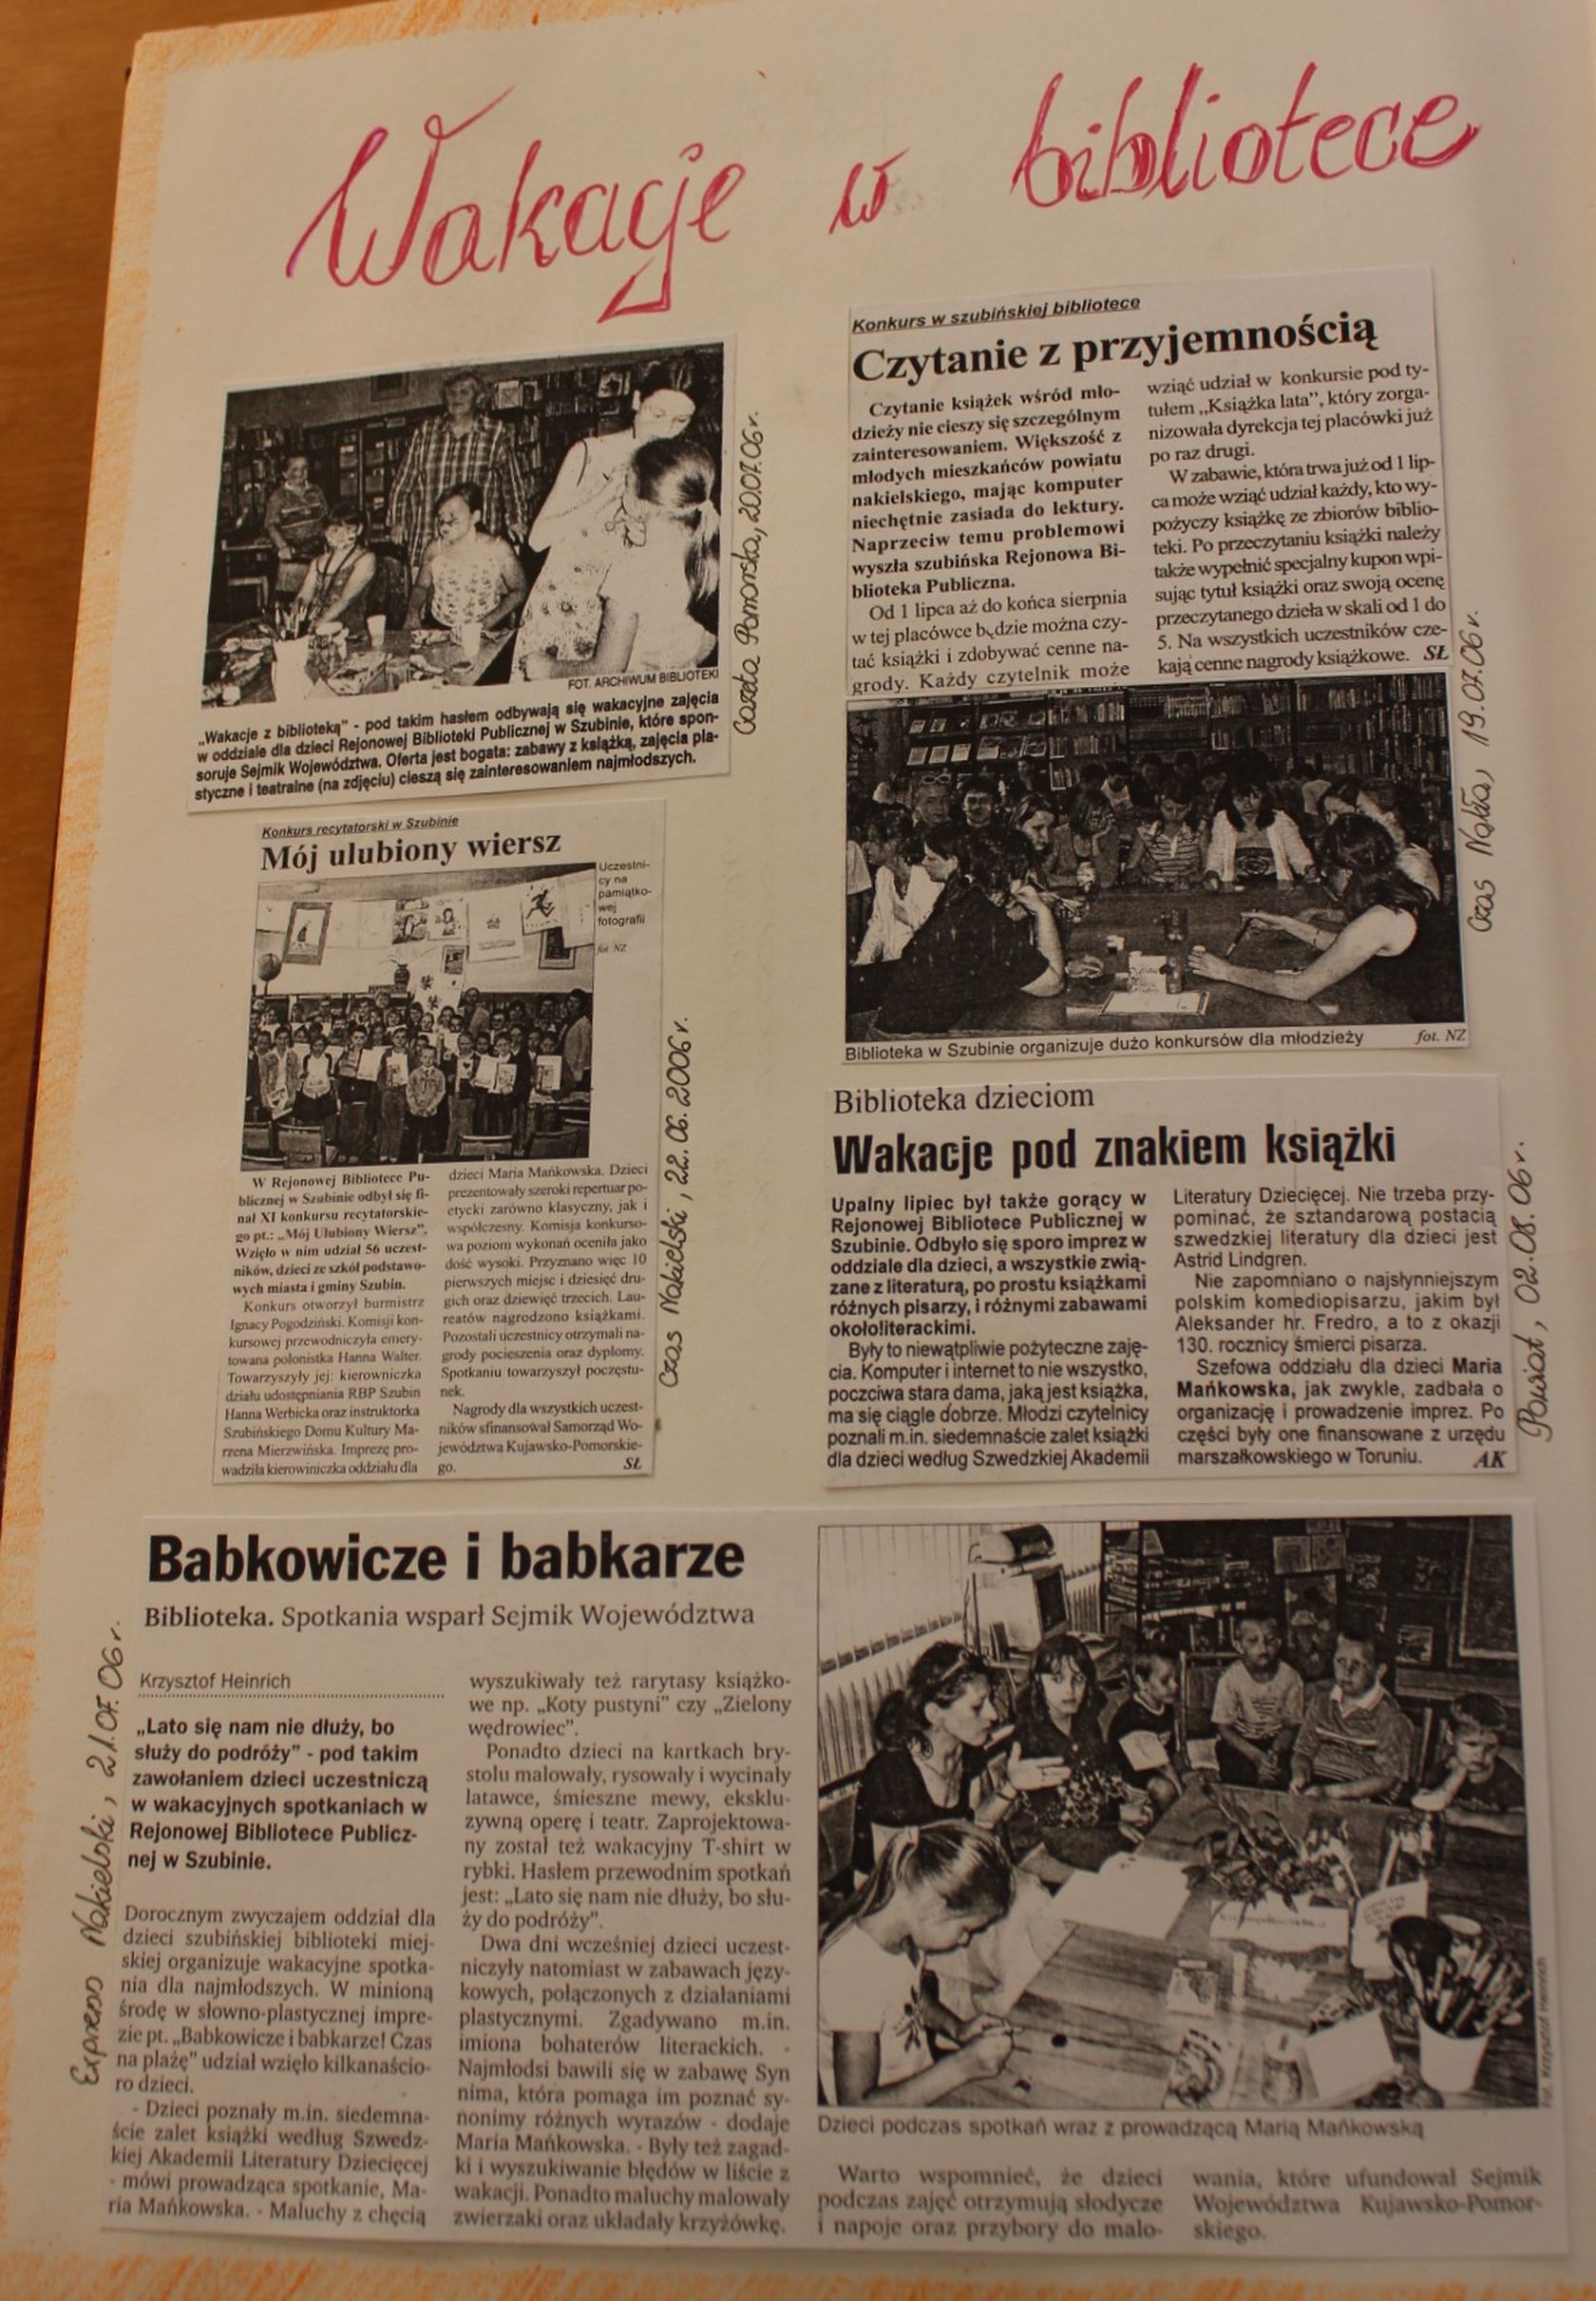 Wakacje w bibliotece
FOT. ARCHIWUM BIBLIOTEKI
„Wakacje z biblioteką” - pod takim hasłem odbywają się wakacyjne zajęcia
w oddziale dla dzieci Rejonowej Biblioteki Publicznej w Szubinie, które spon-
soruje Sejmik Województwa. Oferta jest bogata: zabawy z książką, zajęcia pla-
styczne i teatralne (na zdjęciu) cieszą się zainteresowaniem najmłodszych.
Gazeta Pomorska, 20.07.06r.
Konkurs w szubińskiej bibliotece
Czytanie z przyjemnością
Czytanie książek wśród mło-
dzieży nie cieszy się szczególnym
zainteresowaniem. Większość z
młodych mieszkańców powiatu
nakielskiego, mając komputer
niechętnie zasiada do lektury.
Naprzeciw temu problemowi
wyszła szubińska Rejonowa Bi-
blioteka Publiczna.
Od 1 lipca aż do końca sierpnia
w tej placówce będzie można czy-
tać książki i zdobywać cenne na-
grody. Każdy czytelnik może
wziąć udział w konkursie pod ty-
tułem „Książka lata”, który zorga-
nizowała dyrekcja tej placówki już
po raz drugi.
W zabawie, która trwa już od 1 lip-
ca może wziąć udział każdy, kto wy-
pożyczy książkę ze zbiorów biblio-
teki. Po przeczytaniu książki należy
także wypełnić specjalny kupon wpi-
sując tytuł książki oraz swoją ocenę
przeczytanego dzieła w skali od 1 do
5. Na wszystkich uczestników cze-
kają cenne nagrody książkowe. SŁ
Biblioteka w Szubinie organizuje dużo konkursów dla młodzieży fot. NZ
Czas Nakła, 19.07.06r.
Konkurs recytatorski w Szubinie
Mój ulubiony wiersz
Uczestni-
cy na
pamiątko-
wej
fotografii
fot. NZ
W Rejonowej Bibliotece Pu-
blicznej w Szubinie odbył się fi-
nał XI konkursu recytatorskie-
go pt.: „Mój Ulubiony Wiersz”.
Wzięło w nim udział 56 uczest-
ników, dzieci ze szkół podstawo-
wych miasta i gminy Szubin.
Konkurs otworzył burmistrz
Ignacy Pogodziński. Komisji kon-
kursowej przewodniczyła emery-
towana polonistka Hanna Walter.
Towarzyszyły jej: kierowniczka
działu udostępniania RBP Szubin
Hanna Werbicka oraz instruktorka
Szubińskiego Domu Kultury Ma-
rzena Mierzwińska. Imprezę pro-
wadziła kierowiniczka oddziału dla
dzieci Maria Mańkowska. Dzieci
prezentowały szeroki repertuar po-
etycki zarówno klasyczny, jak i
współczesny. Komisja konkurso-
wa poziom wykonań oceniła jako
dość wysoki. Przyznano więc 10
pierwszych miejsc i dziesięć dru-
gich oraz dziewięć trzecich. Lau-
reatów nagrodzono książkami.
Pozostali uczestnicy otrzymali na-
grody pocieszenia oraz dyplomy.
Spotkaniu towarzyszył poczęstu-
nek.
Nagrody dla wszystkich uczest-
ników sfinansował Samorząd Wo-
jewództwa Kujawsko-Pomorskie-
go. SŁ
Czas Nakielski, 22.06.2006r.
Biblioteka dzieciom
Wakacje pod znakiem książki
Upalny lipiec był także gorący w
Rejonowej Bibliotece Publicznej w
Szubinie. Odbyło się sporo imprez w
oddziale dla dzieci, a wszystkie zwią-
zane z literaturą, po prostu książkami
różnych pisarzy, i różnymi zabawami
okołoliterackimi.
Były to niewątpliwie pożyteczne zaję-
cia. Komputer i internet to nie wszystko,
poczciwa stara dama, jaką jest książka,
ma się ciągle dobrze. Młodzi czytelnicy
poznali m.in. siedemnaście zalet książki
dla dzieci według Szwedzkiej Akademii
Literatury Dziecięcej. Nie trzeba przy-
pominać, że sztandarową postacią
szwedzkiej literatury dla dzieci jest
Astrid Lindgren.
Nie zapomniano o najsłynniejszym
polskim komediopisarzu, jakim był
Aleksander hr. Fredro, a to z okazji
130. rocznicy śmierci pisarza.
Szefowa oddziału dla dzieci Maria
Mańkowska, jak zwykle, zadbała o
organizację i prowadzenie imprez. Po
części były one finansowane z urzędu
marszałkowskiego w Toruniu. AK
Powiat, 02.08.06r.
Babkowicze i babkarze
Biblioteka. Spotkania wsparł Sejmik Województwa
Krzysztof Heinrich
„Lato się nam nie dłuży, bo
służy do podróży” - pod takim
zawołaniem dzieci uczestniczą
w wakacyjnych spotkaniach w
Rejonowej Bibliotece Publicz-
nej w Szubinie.
Dorocznym zwyczajem oddział dla
dzieci szubińskiej biblioteki miej-
skiej organizuje wakacyjne spotka-
nia dla najmłodszych. W minioną
środę w słowno-plastycznej impre-
zie pt. „Babkowicze i babkarze! Czas
na plażę” udział wzięło kilkanaścio-
ro dzieci.
- Dzieci poznały m.in. siedemna-
ście zalet książki według Szwedz-
kiej Akademii Literatury Dziecięcej
- mówi prowadząca spotkanie, Ma-
ria Mańkowska. - Maluchy z chęcią
wyszukiwały też rarytasy książko-
we np. „Koty pustyni” czy „Zielony
wędrowiec”.
Ponadto dzieci na kartkach bry-
stolu malowały, rysowały i wycinały
latawce, śmieszne mewy, eksklu-
zywną operę i teatr. Zaprojektowa-
ny został też wakacyjny T-shirt w
rybki. Hasłem przewodnim spotkań
jest: „Lato się nam nie dłuży, bo słu-
ży do podróży”.
Dwa dni wcześniej dzieci uczest-
niczyły natomiast w zabawach języ-
kowych, połączonych z działaniami
plastycznymi. Zgadywano m.in.
imiona bohaterów literackich. -
Najmłodsi bawili się w zabawę Syn
nima, która pomaga im poznać sy-
nonimy różnych wyrazów - dodaje
Maria Mańkowska. - Były też zagad-
ki i wyszukiwanie błędów w liście z
wakacji. Ponadto maluchy malowały
zwierzaki oraz układały krzyżówkę.
Fot. Krzysztof Heinrich
Dzieci podczas spotkań wraz z prowadzącą Marią Mańkowską
Warto wspomnieć, że dzieci
podczas zajęć otrzymują słodycze
i napoje oraz przybory do malo-
wania, które ufundował Sejmik
Województwa Kujawsko-Pomor-
skiego.
Express Nakielski, 21.07.06r.